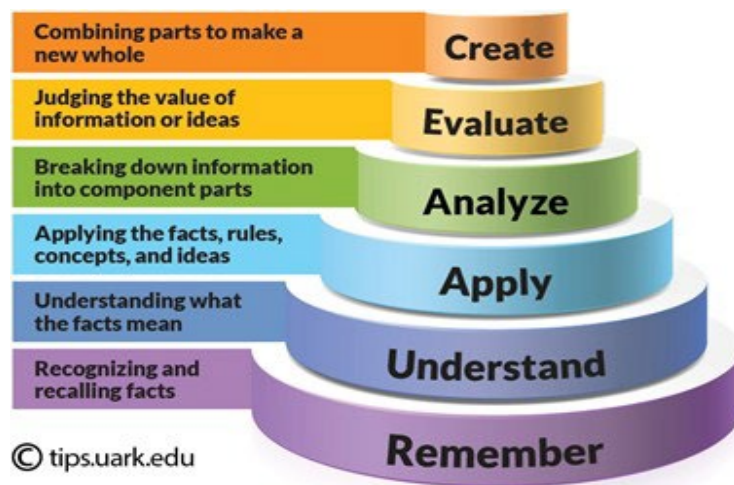 Combining parts to make a
new whole
Create
Judging the value of
information or ideas
Evaluate
Breaking down information
into component parts
Analyze
Applying the facts, rules,
concepts, and ideas
Apply
Understanding what
the facts mean
Understand
Recognizing and
recalling facts
Remember
© tips.uark.edu